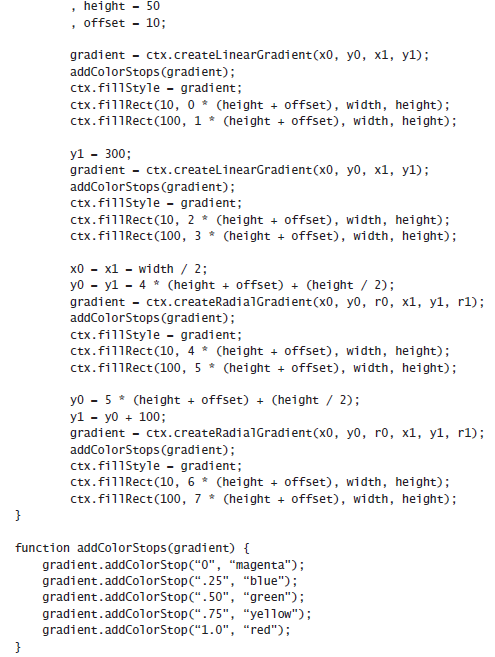 , height = 50
, offset = 10;

gradient = ctx.createLinearGradient(x0, y0, x1, y1);
addColorStops(gradient);
ctx.fillStyle = gradient;
ctx.fillRect(10, 0 * (height + offset), width, height);
ctx.fillRect(100, 1 * (height + offset), width, height);

y1 = 300;
gradient = ctx.createLinearGradient(x0, y0, x1, y1);
addColorStops(gradient);
ctx.fillStyle = gradient;
ctx.fillRect(10, 2 * (height + offset), width, height);
ctx.fillRect(100, 3 * (height + offset), width, height);

x0 = x1 = width / 2;
y0 = y1 = 4 * (height + offset) + (height / 2);
gradient = ctx.createRadialGradient(x0, y0, r0, x1, y1, r1);
addColorStops(gradient);
ctx.fillStyle = gradient;
ctx.fillRect(10, 4 * (height + offset), width, height);
ctx.fillRect(100, 5 * (height + offset), width, height);

y0 = 5 * (height + offset) + (height / 2);
y1 = y0 + 100;
gradient = ctx.createRadialGradient(x0, y0, r0, x1, y1, r1);
addColorStops(gradient);
ctx.fillStyle = gradient;
ctx.fillRect(10, 6 * (height + offset), width, height);
ctx.fillRect(100, 7 * (height + offset), width, height);
}

function addColorStops(gradient) {
gradient.addColorStop(“0”, “magenta”);
gradient.addColorStop(“.25”, “blue”);
gradient.addColorStop(“.50”, “green”);
gradient.addColorStop(“.75”, “yellow”);
gradient.addColorStop(“1.0”, “red”);
}